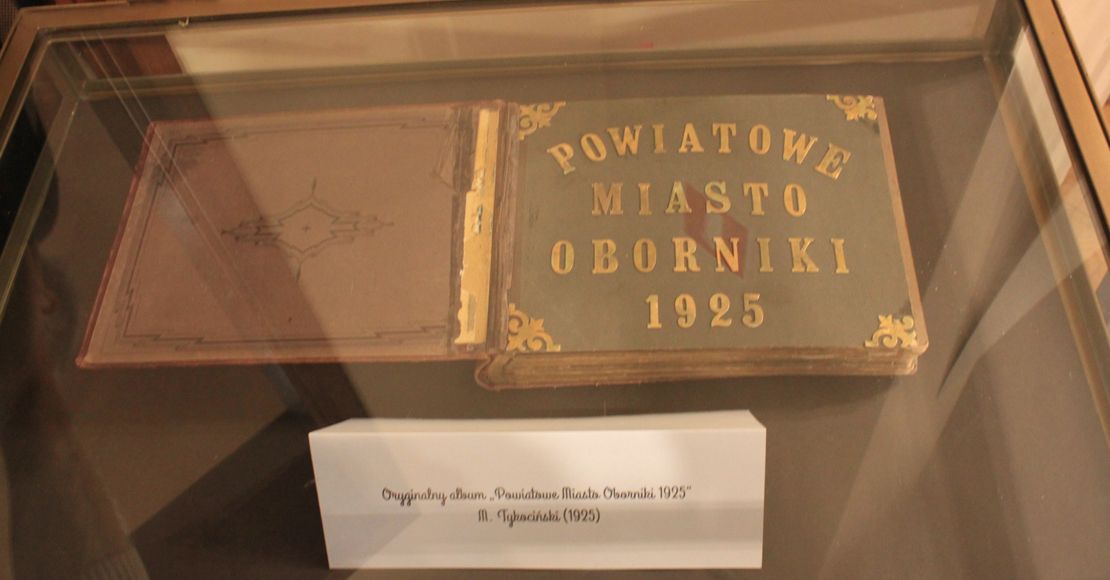 POWIATOWE
MIASTO
OBORNIKI
1925
Oryginalny album „Powiatowe Miasto Oborniki 1925”
M. Tykociński (1925)